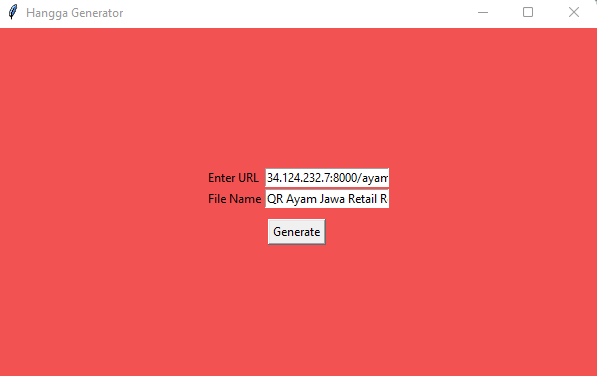 Hangga Generator
Enter URL 34.124.232.7:8000/ayam
File Name QR Ayam Jawa Retail R
Generate